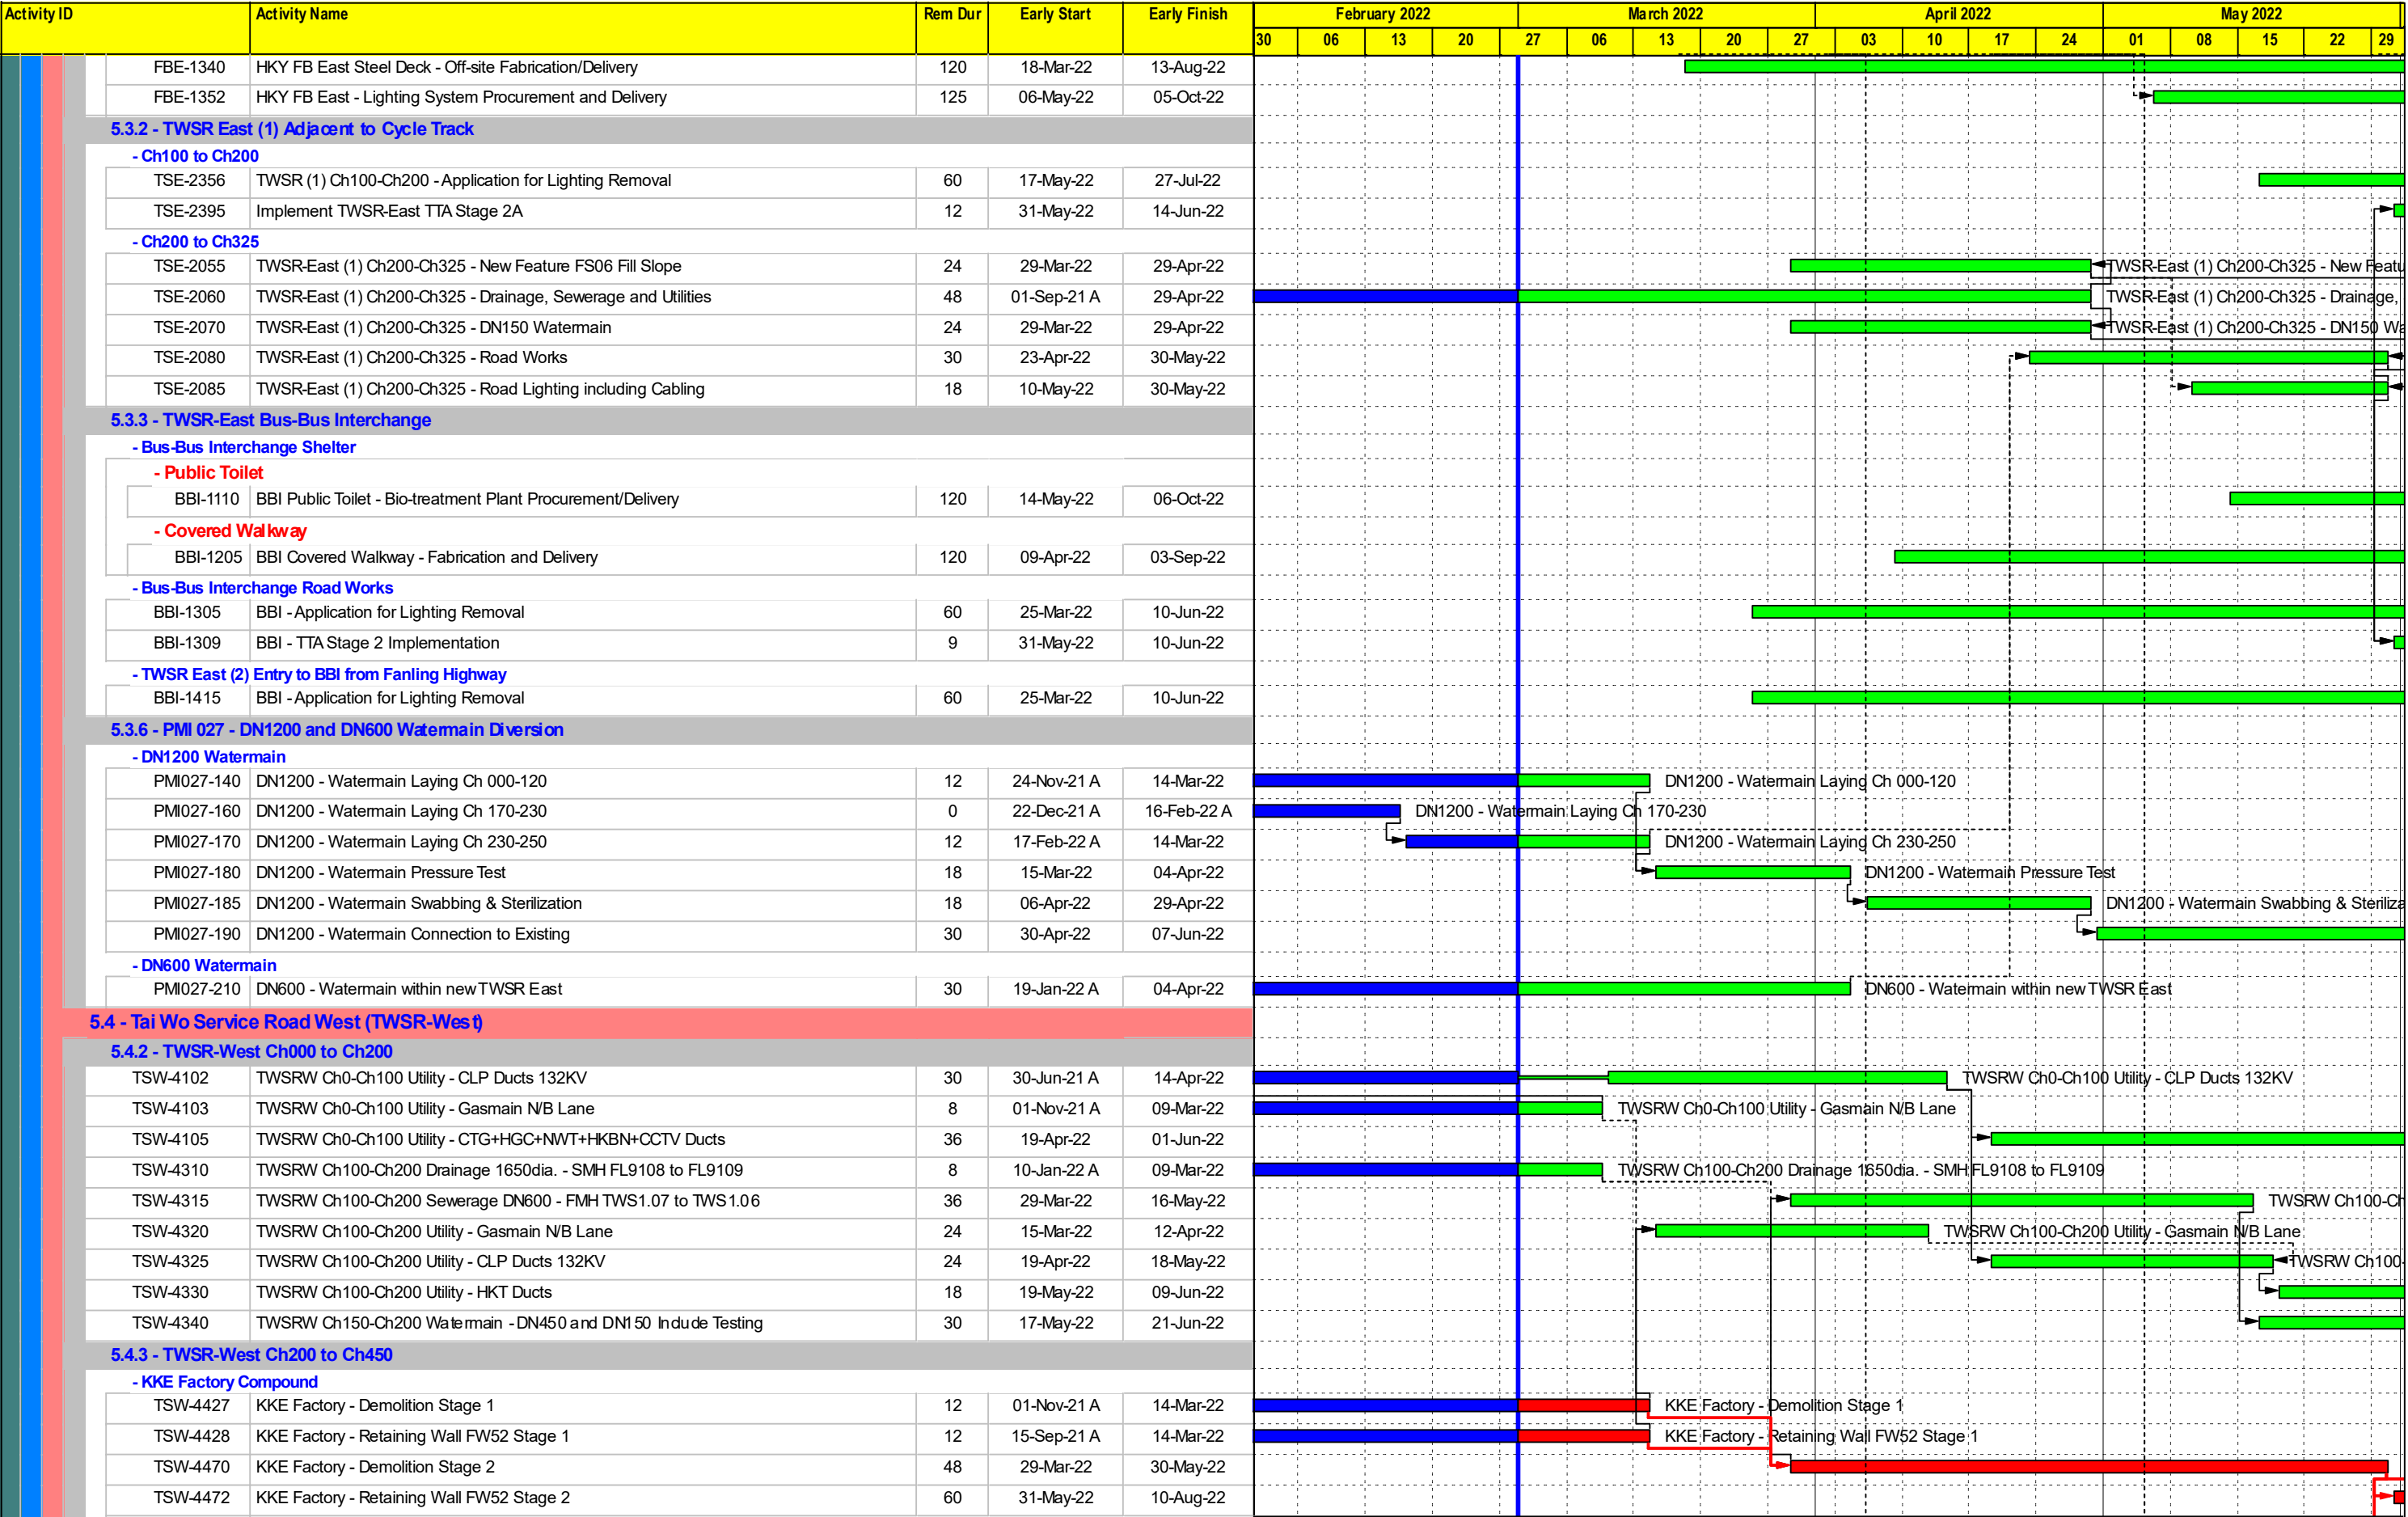 Activity ID Activity Name Rem Dur Early Start Early Finish February 2022 March 2022 April 2022 May 2022
30 06 13 20 27 06 13 20 27 03 10 17 24 01 08 15 22 29
FBE-1340 HKY FB East Steel Deck - Off-site Fabrication/Delivery 120 18-Mar-22 13-Aug-22
FBE-1352 HKY FB East - Lighting System Procurement and Delivery 125 06-May-22 05-Oct-22
5.3.2 - TWSR East (1) Adjacent to Cycle Track
- Ch100 to Ch200
TSE-2356 TWSR (1) Ch100-Ch200 - Application for Lighting Removal 60 17-May-22 27-Jul-22
TSE-2395 Implement TWSR-East TTA Stage 2A 12 31-May-22 14-Jun-22
- Ch200 to Ch325
TSE-2055 TWSR-East (1) Ch200-Ch325 - New Feature FS06 Fill Slope 24 29-Mar-22 29-Apr-22 TWSR-East (1) Ch200-Ch325 - New Featu
TSE-2060 TWSR-East (1) Ch200-Ch325 - Drainage, Sewerage and Utilities 48 01-Sep-21 A 29-Apr-22 TWSR-East (1) Ch200-Ch325 - Drainage,
TSE-2070 TWSR-East (1) Ch200-Ch325 - DN150 Watermain 24 29-Mar-22 29-Apr-22 TWSR-East (1) Ch200-Ch325 - DN150 Wa
TSE-2080 TWSR-East (1) Ch200-Ch325 - Road Works 30 23-Apr-22 30-May-22
TSE-2085 TWSR-East (1) Ch200-Ch325 - Road Lighting including Cabling 18 10-May-22 30-May-22
5.3.3 - TWSR-East Bus-Bus Interchange
- Bus-Bus Interchange Shelter
- Public Toilet
BBI-1110 BBI Public Toilet - Bio-treatment Plant Procurement/Delivery 120 14-May-22 06-Oct-22
- Covered Walkway
BBI-1205 BBI Covered Walkway - Fabrication and Delivery 120 09-Apr-22 03-Sep-22
- Bus-Bus Interchange Road Works
BBI-1305 BBI - Application for Lighting Removal 60 25-Mar-22 10-Jun-22
BBI-1309 BBI - TTA Stage 2 Implementation 9 31-May-22 10-Jun-22
- TWSR East (2) Entry to BBI from Fanling Highway
BBI-1415 BBI - Application for Lighting Removal 60 25-Mar-22 10-Jun-22
5.3.6 - PMI 027 - DN1200 and DN600 Watermain Diversion
- DN1200 Watermain
PMI027-140 DN1200 - Watermain Laying Ch 000-120 12 24-Nov-21 A 14-Mar-22 DN1200 - Watermain Laying Ch 000-120
PMI027-160 DN1200 - Watermain Laying Ch 170-230 0 22-Dec-21 A 16-Feb-22 A DN1200 - Watermain Laying Ch 170-230
PMI027-170 DN1200 - Watermain Laying Ch 230-250 12 17-Feb-22 A 14-Mar-22 DN1200 - Watermain Laying Ch 230-250
PMI027-180 DN1200 - Watermain Pressure Test 18 15-Mar-22 04-Apr-22 DN1200 - Watermain Pressure Test
PMI027-185 DN1200 - Watermain Swabbing & Sterilization 18 06-Apr-22 29-Apr-22 DN1200 - Watermain Swabbing & Steriliza
PMI027-190 DN1200 - Watermain Connection to Existing 30 30-Apr-22 07-Jun-22
- DN600 Watermain
PMI027-210 DN600 - Watermain within new TWSR East 30 19-Jan-22 A 04-Apr-22 DN600 - Watermain within new TWSR East
5.4 - Tai Wo Service Road West (TWSR-West)
5.4.2 - TWSR-West Ch000 to Ch200
TSW-4102 TWSRW Ch0-Ch100 Utility - CLP Ducts 132KV 30 30-Jun-21 A 14-Apr-22 TWSRW Ch0-Ch100 Utility - CLP Ducts 132KV
TSW-4103 TWSRW Ch0-Ch100 Utility - Gasmain N/B Lane 8 01-Nov-21 A 09-Mar-22 TWSRW Ch0-Ch100 Utility - Gasmain N/B Lane
TSW-4105 TWSRW Ch0-Ch100 Utility - CTG+HGC+NWT+HKBN+CCTV Ducts 36 19-Apr-22 01-Jun-22
TSW-4310 TWSRW Ch100-Ch200 Drainage 1650dia. - SMH FL9108 to FL9109 8 10-Jan-22 A 09-Mar-22 TWSRW Ch100-Ch200 Drainage 1650dia. - SMH FL9108 to FL9109
TSW-4315 TWSRW Ch100-Ch200 Sewerage DN600 - FMH TWS1.07 to TWS1.06 36 29-Mar-22 16-May-22 TWSRW Ch100-Ch
TSW-4320 TWSRW Ch100-Ch200 Utility - Gasmain N/B Lane 24 15-Mar-22 12-Apr-22 TWSRW Ch100-Ch200 Utility - Gasmain N/B Lane
TSW-4325 TWSRW Ch100-Ch200 Utility - CLP Ducts 132KV 24 19-Apr-22 18-May-22 TWSRW Ch100-
TSW-4330 TWSRW Ch100-Ch200 Utility - HKT Ducts 18 19-May-22 09-Jun-22
TSW-4340 TWSRW Ch150-Ch200 Watermain - DN450 and DN150 Include Testing 30 17-May-22 21-Jun-22
5.4.3 - TWSR-West Ch200 to Ch450
- KKE Factory Compound
TSW-4427 KKE Factory - Demolition Stage 1 12 01-Nov-21 A 14-Mar-22 KKE Factory - Demolition Stage 1
TSW-4428 KKE Factory - Retaining Wall FW52 Stage 1 12 15-Sep-21 A 14-Mar-22 KKE Factory - Retaining Wall FW52 Stage 1
TSW-4470 KKE Factory - Demolition Stage 2 48 29-Mar-22 30-May-22
TSW-4472 KKE Factory - Retaining Wall FW52 Stage 2 60 31-May-22 10-Aug-22